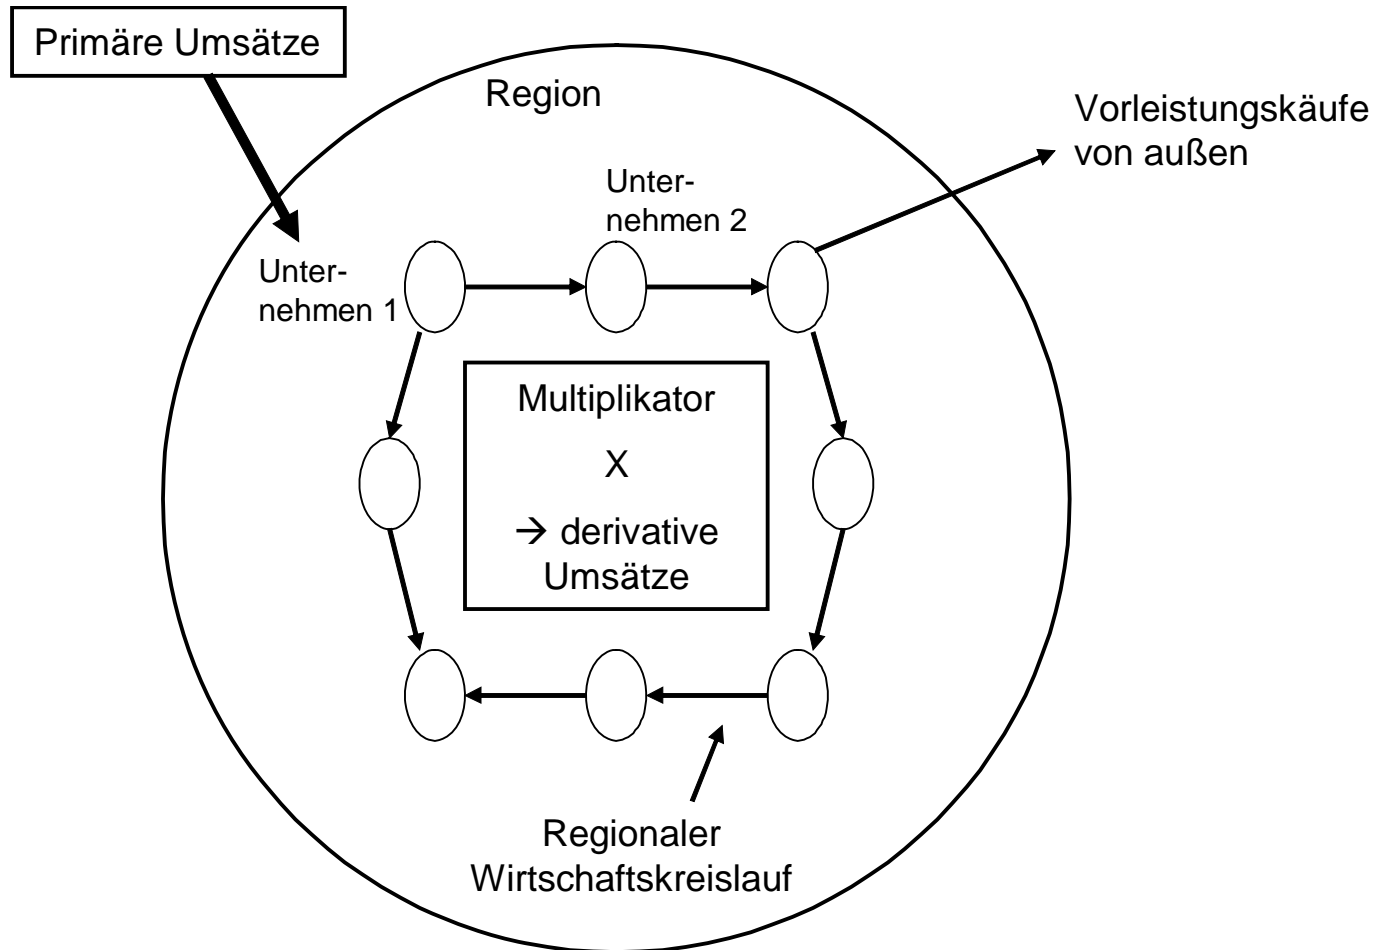 Primäre Umsätze
Region
Vorleistungskäufe
von außen
Unter-
nehmen 2
Unter-
nehmen 1
Multiplikator
X
→ derivative
Umsätze
Regionaler
Wirtschaftskreislauf